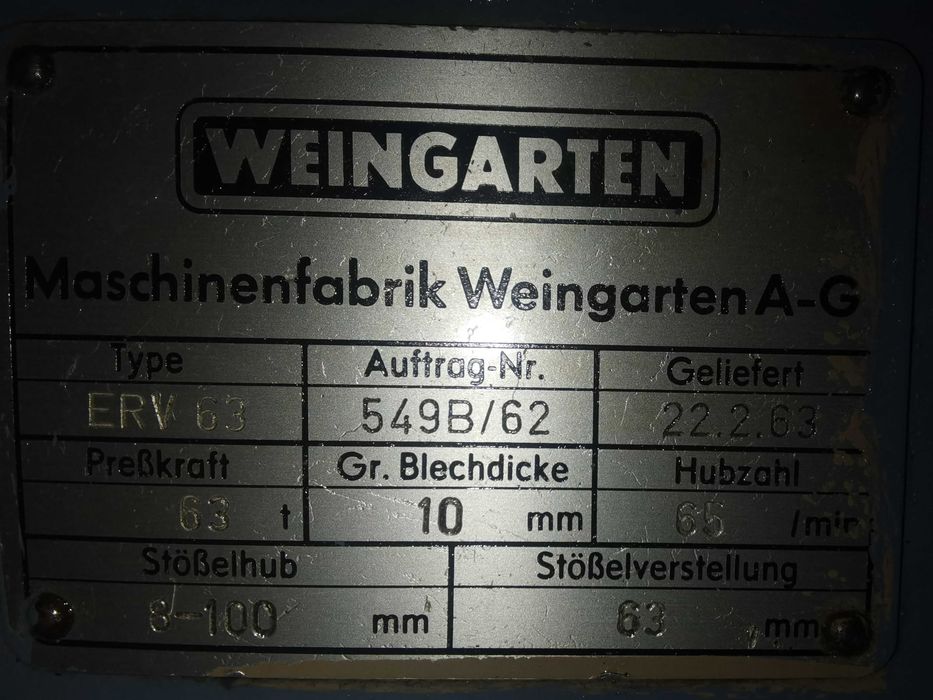 WEINGARTEN
Maschinenfabrik Weingarten A-G
Type Auftrag-Nr. Geliefert
ERV 63 549B/62 22.2.63
Preßkraft Gr. Blechdicke Hubzahl
63 t 10 mm 65 /min
Stößelhub Stößelverstellung
8-100 mm 63 mm